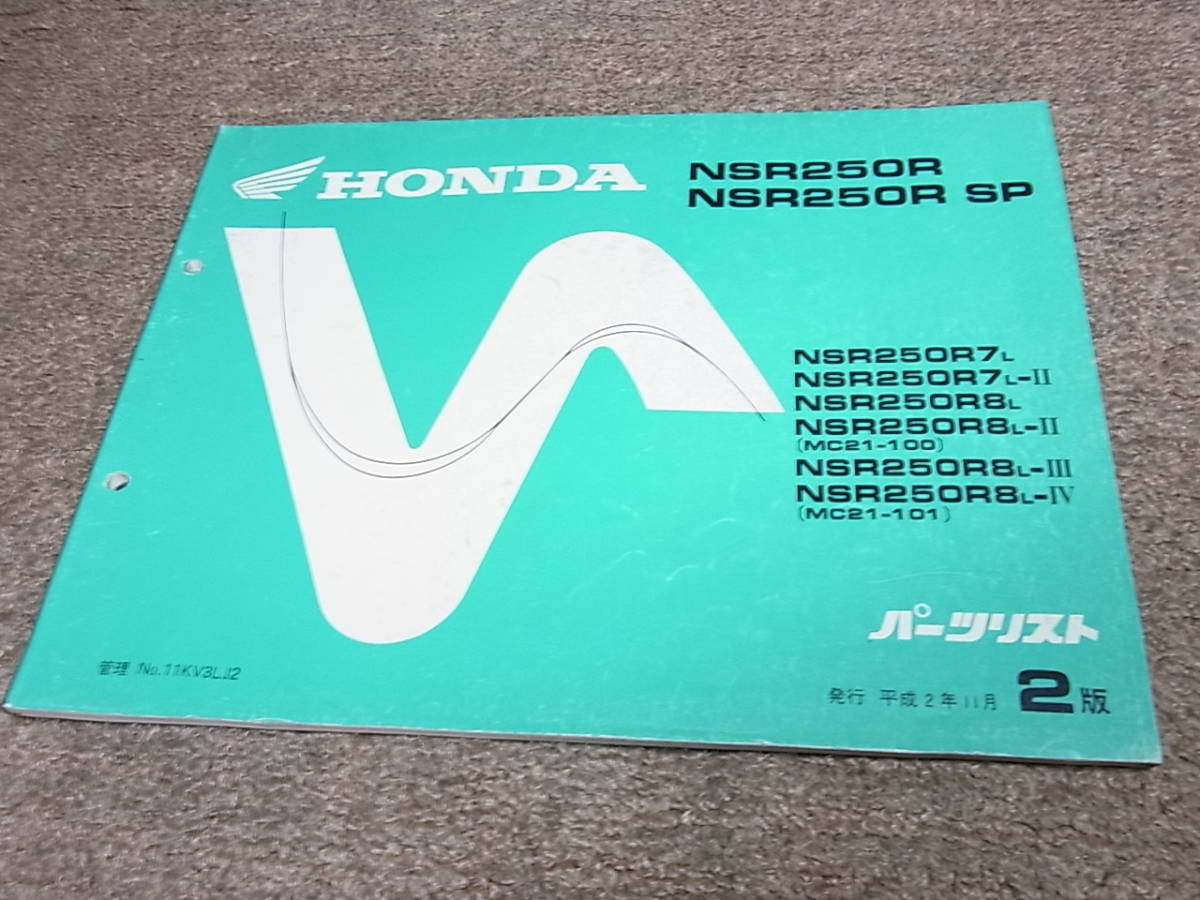 HONDA
NSR250R
NSR250R SP
NSR250R7L
NSR250R7L-II
NSR250R8L
NSR250R8L-II
(MC21-100)
NSR250R8L-III
NSR250R8L-IV
(MC21-101)
パーツリスト
管理 No.11KV3LJ2
発行 平成2年11月 2版